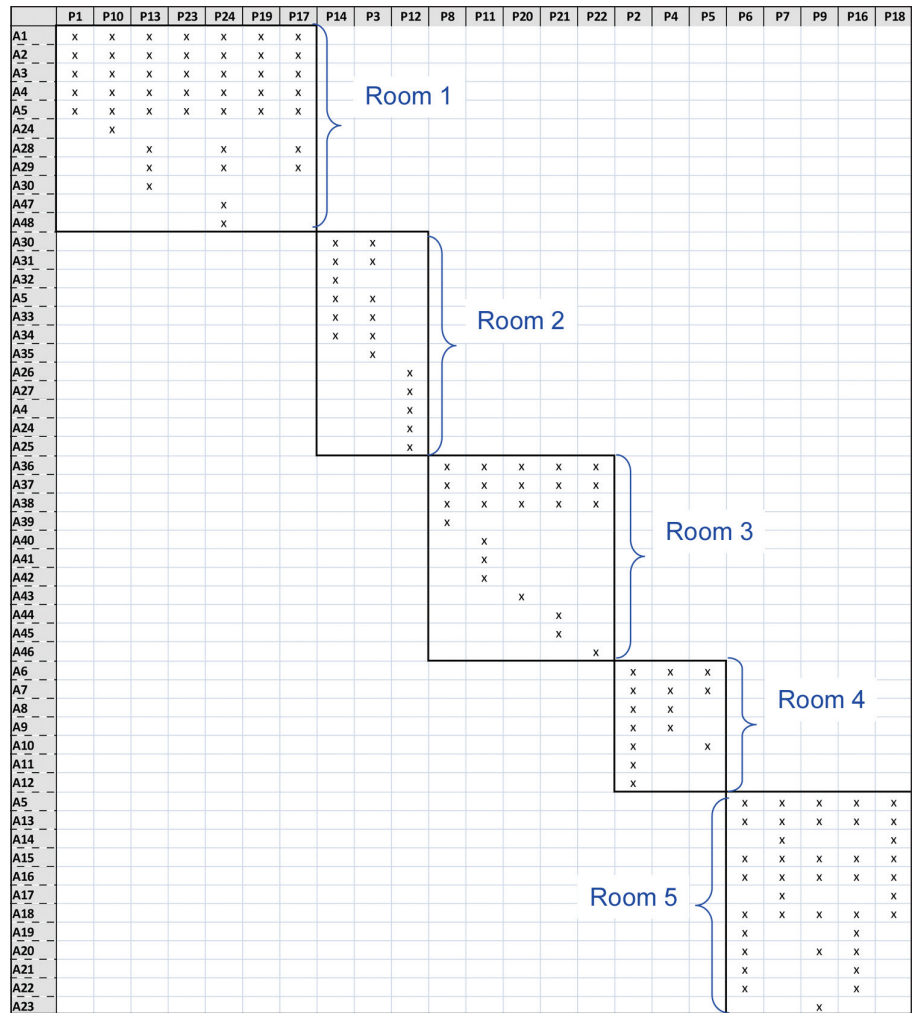 P1 P10 P13 P23 P24 P19 P17 P14 P3 P12 P8 P11 P20 P21 P22 P2 P4 P5 P6 P7 P9 P16 P18
A1 x x x x x x x
A2 x x x x x x x
A3 x x x x x x x
A4 x x x x x x x
Room 1
A5 x x x x x x x
A24 x
A28 x x x
A29 x x x
A30 x
A47 x
A48 x
A30 x x
A31 x x
A32 x
A5 x x
Room 2
A33 x x
A34 x x
A35 x
A26 x
A27 x
A4 x
A24 x
A25 x
A36 x x x x x
A37 x x x x x
A38 x x x x x
A39 x
Room 3
A40 x
A41 x
A42 x
A43 x
A44 x
A45 x
A46 x
A6 x x x
A7 x x x
Room 4
A8 x x
A9 x x
A10 x x
A11 x
A12 x
A5 x x x x x
A13 x x x x x
A14 x x
A15 x x x x x
A16 x x x x x
Room 5
A17 x x
A18 x x x x x
A19 x x
A20 x x x
A21 x x
A22 x x
A23 x